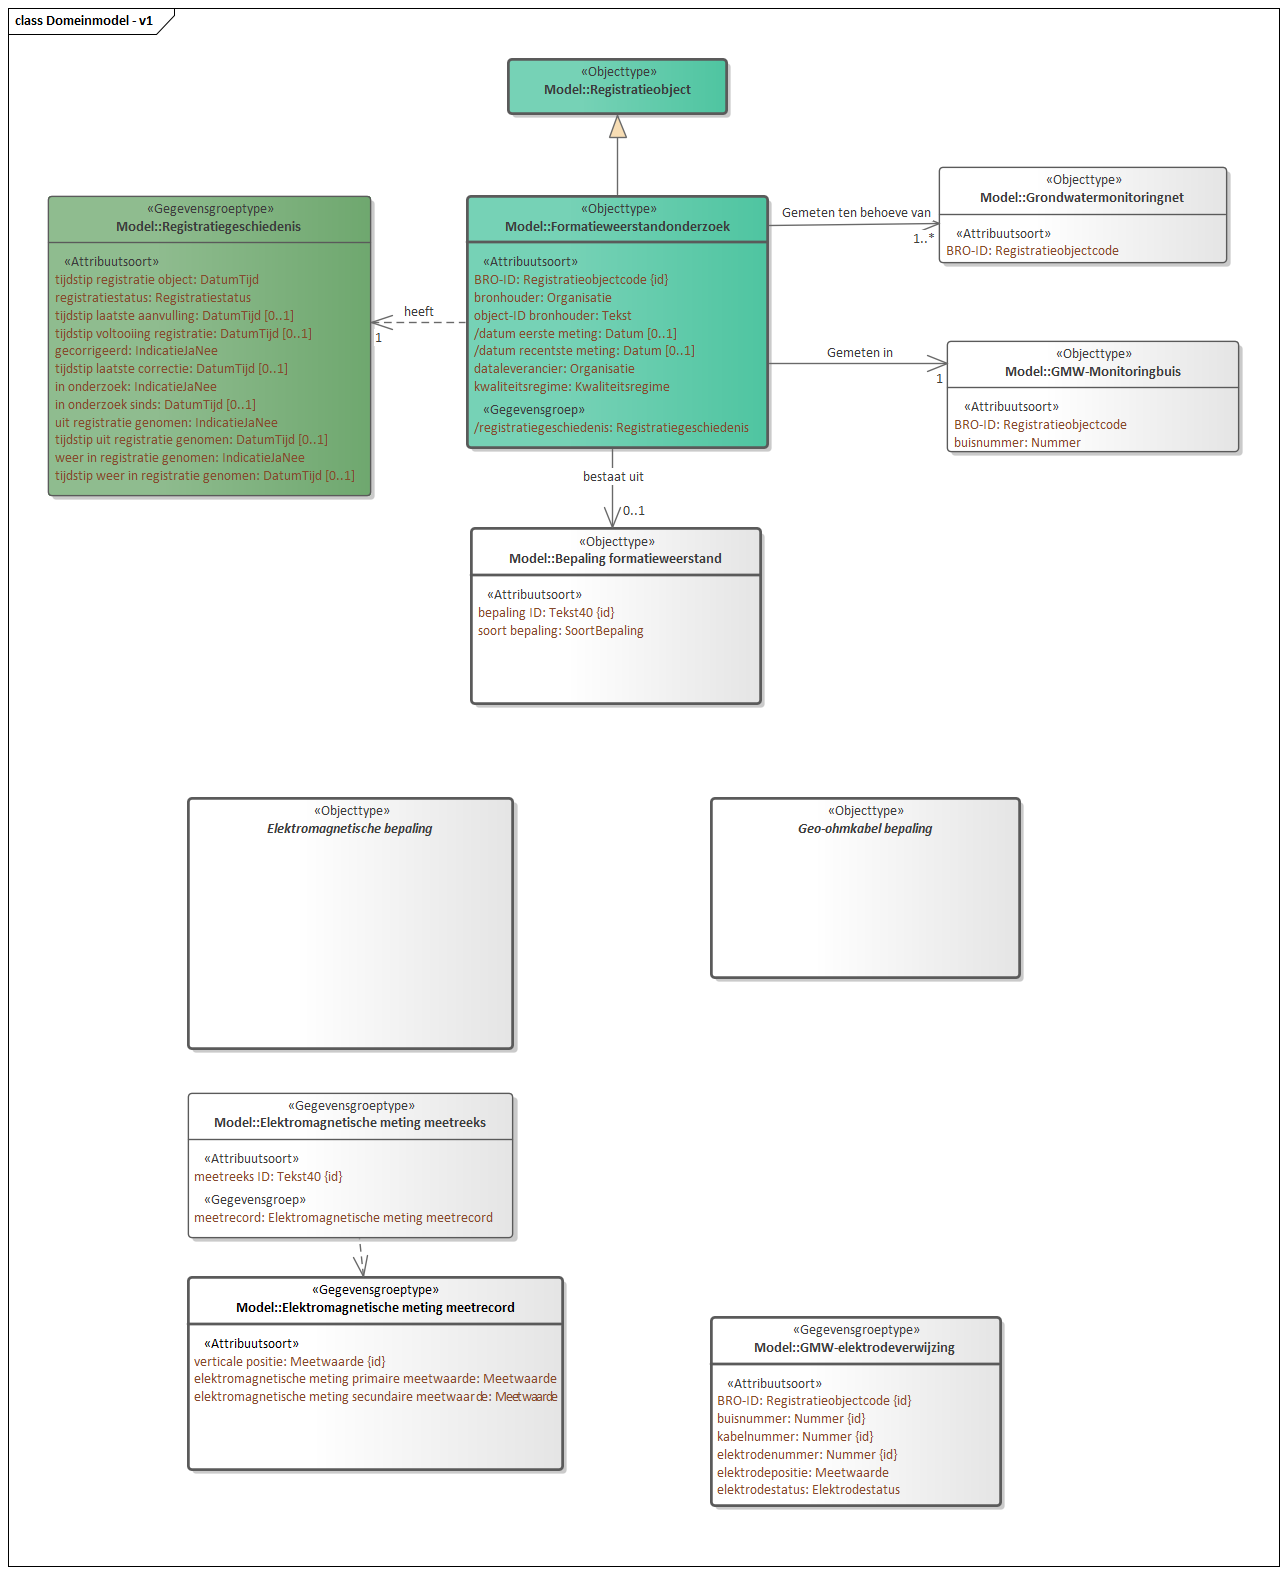 class Domeinmodel - v1
«Objecttype»
Model::Registratieobject
«Gegevensgroeptype»
Model::Registratiegeschiedenis
«Attribuutsoort»
tijdstip registratie object: DatumTijd
registratiestatus: Registratiestatus
tijdstip laatste aanvulling: DatumTijd [0..1]
tijdstip voltooiing registratie: DatumTijd [0..1]
gecorrigeerd: IndicatieJaNee
tijdstip laatste correctie: DatumTijd [0..1]
in onderzoek: IndicatieJaNee
in onderzoek sinds: DatumTijd [0..1]
uit registratie genomen: IndicatieJaNee
tijdstip uit registratie genomen: DatumTijd [0..1]
weer in registratie genomen: IndicatieJaNee
tijdstip weer in registratie genomen: DatumTijd [0..1]
heeft
1
«Objecttype»
Model::Formatieweerstandonderzoek
«Attribuutsoort»
BRO-ID: Registratieobjectcode {id}
bronhouder: Organisatie
object-ID bronhouder: Tekst
/datum eerste meting: Datum [0..1]
/datum recentste meting: Datum [0..1]
dataleverancier: Organisatie
kwaliteitsregime: Kwaliteitsregime
«Gegevensgroep»
/registratiegeschiedenis: Registratiegeschiedenis
Gemeten ten behoeve van
1..*
«Objecttype»
Model::Grondwatermonitoringnet
«Attribuutsoort»
BRO-ID: Registratieobjectcode
Gemeten in
1
«Objecttype»
Model::GMW-Monitoringbuis
«Attribuutsoort»
BRO-ID: Registratieobjectcode
buisnummer: Nummer
bestaat uit
0..1
«Objecttype»
Model::Bepaling formatieweerstand
«Attribuutsoort»
bepaling ID: Tekst40 {id}
soort bepaling: SoortBepaling
«Objecttype»
Elektromagnetische bepaling
«Objecttype»
Geo-ohmkabel bepaling
«Gegevensgroeptype»
Model::Elektromagnetische meting meetreeks
«Attribuutsoort»
meetreeks ID: Tekst40 {id}
«Gegevensgroep»
meetrecord: Elektromagnetische meting meetrecord
«Gegevensgroeptype»
Model::Elektromagnetische meting meetrecord
«Attribuutsoort»
verticale positie: Meetwaarde {id}
elektromagnetische meting primaire meetwaarde: Meetwaarde
elektromagnetische meting secundaire meetwaarde: Meetwaarde
«Gegevensgroeptype»
Model::GMW-elektrodeverwijzing
«Attribuutsoort»
BRO-ID: Registratieobjectcode {id}
buisnummer: Nummer {id}
kabelnummer: Nummer {id}
elektrodenummer: Nummer {id}
elektrodepositie: Meetwaarde
elektrodestatus: Elektrodestatus